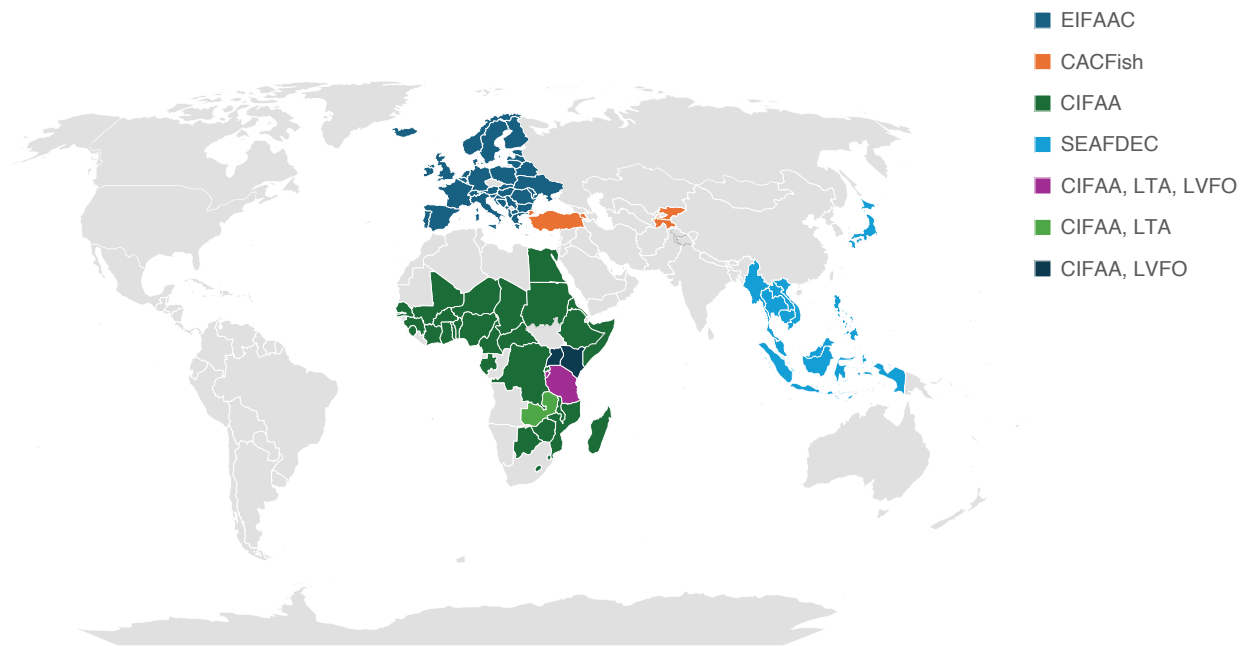 EIFAAC
CACFish
CIFAA
SEAFDEC
CIFAA, LTA, LVFO
CIFAA, LTA
CIFAA, LVFO